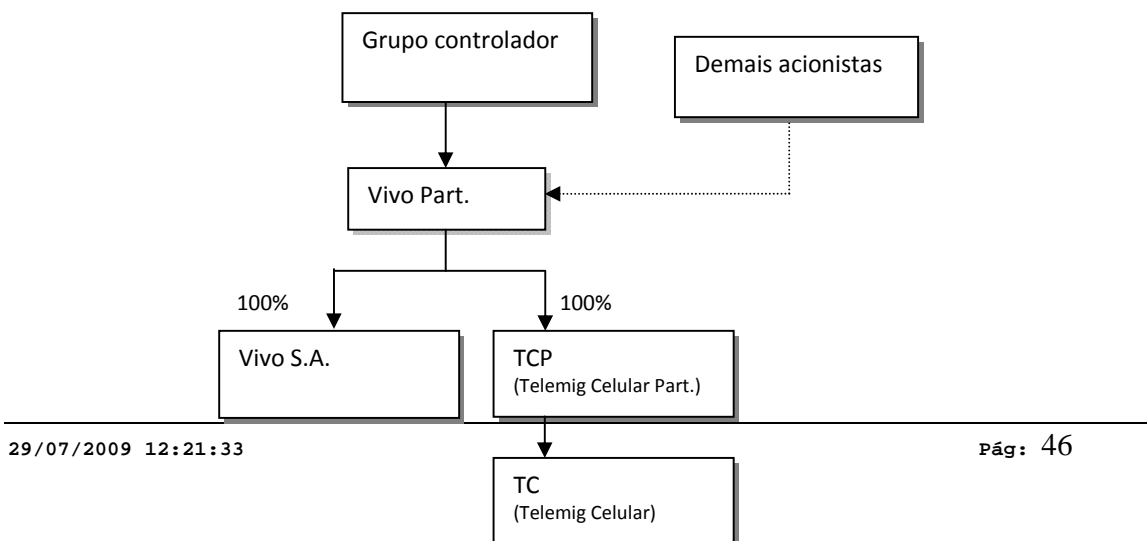 Grupo controlador
Demais acionistas
Vivo Part.
100%
100%
Vivo S.A.
TCP
(Telemig Celular Part.)
29/07/2009 12:21:33
Pág: 46
TC
(Telemig Celular)